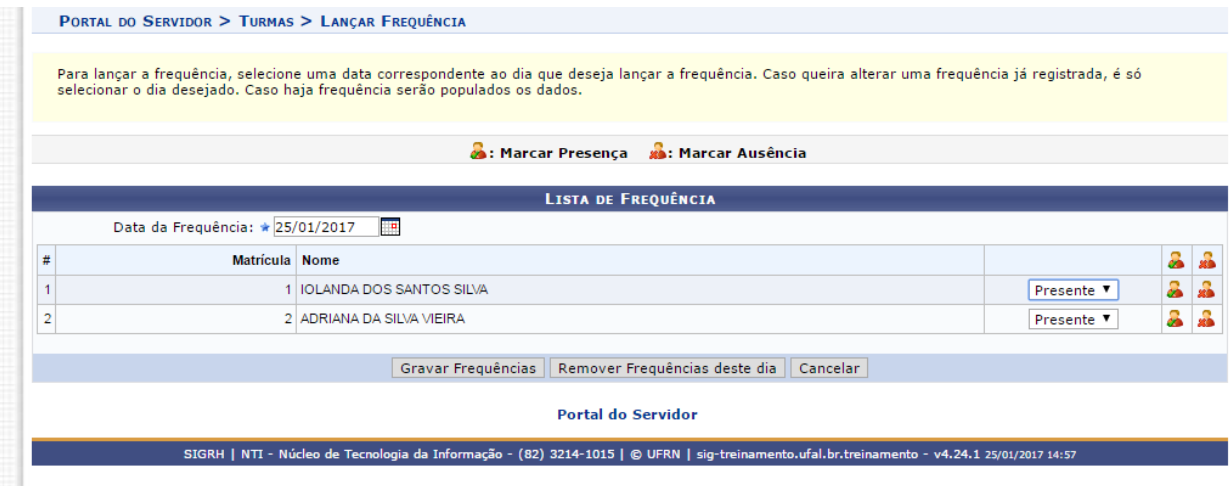 PORTAL DO SERVIDOR > TURMAS > LANÇAR FREQUÊNCIA
Para lançar a frequência, selecione uma data correspondente ao dia que deseja lançar a frequência. Caso queira alterar uma frequência já registrada, é só
selecionar o dia desejado. Caso haja frequência serão populados os dados.
: Marcar Presença : Marcar Ausência
LISTA DE FREQUÊNCIA
Data da Frequência: 25/01/2017
# Matrícula Nome
1 1 IOLANDA DOS SANTOS SILVA Presente
2 2 ADRIANA DA SILVA VIEIRA Presente
Gravar Frequências Remover Frequências deste dia Cancelar
Portal do Servidor
SIGRH | NTI - Núcleo de Tecnologia da Informação - (82) 3214-1015 | © UFRN | sig-treinamento.ufal.br.treinamento - v4.24.1 25/01/2017 14:57